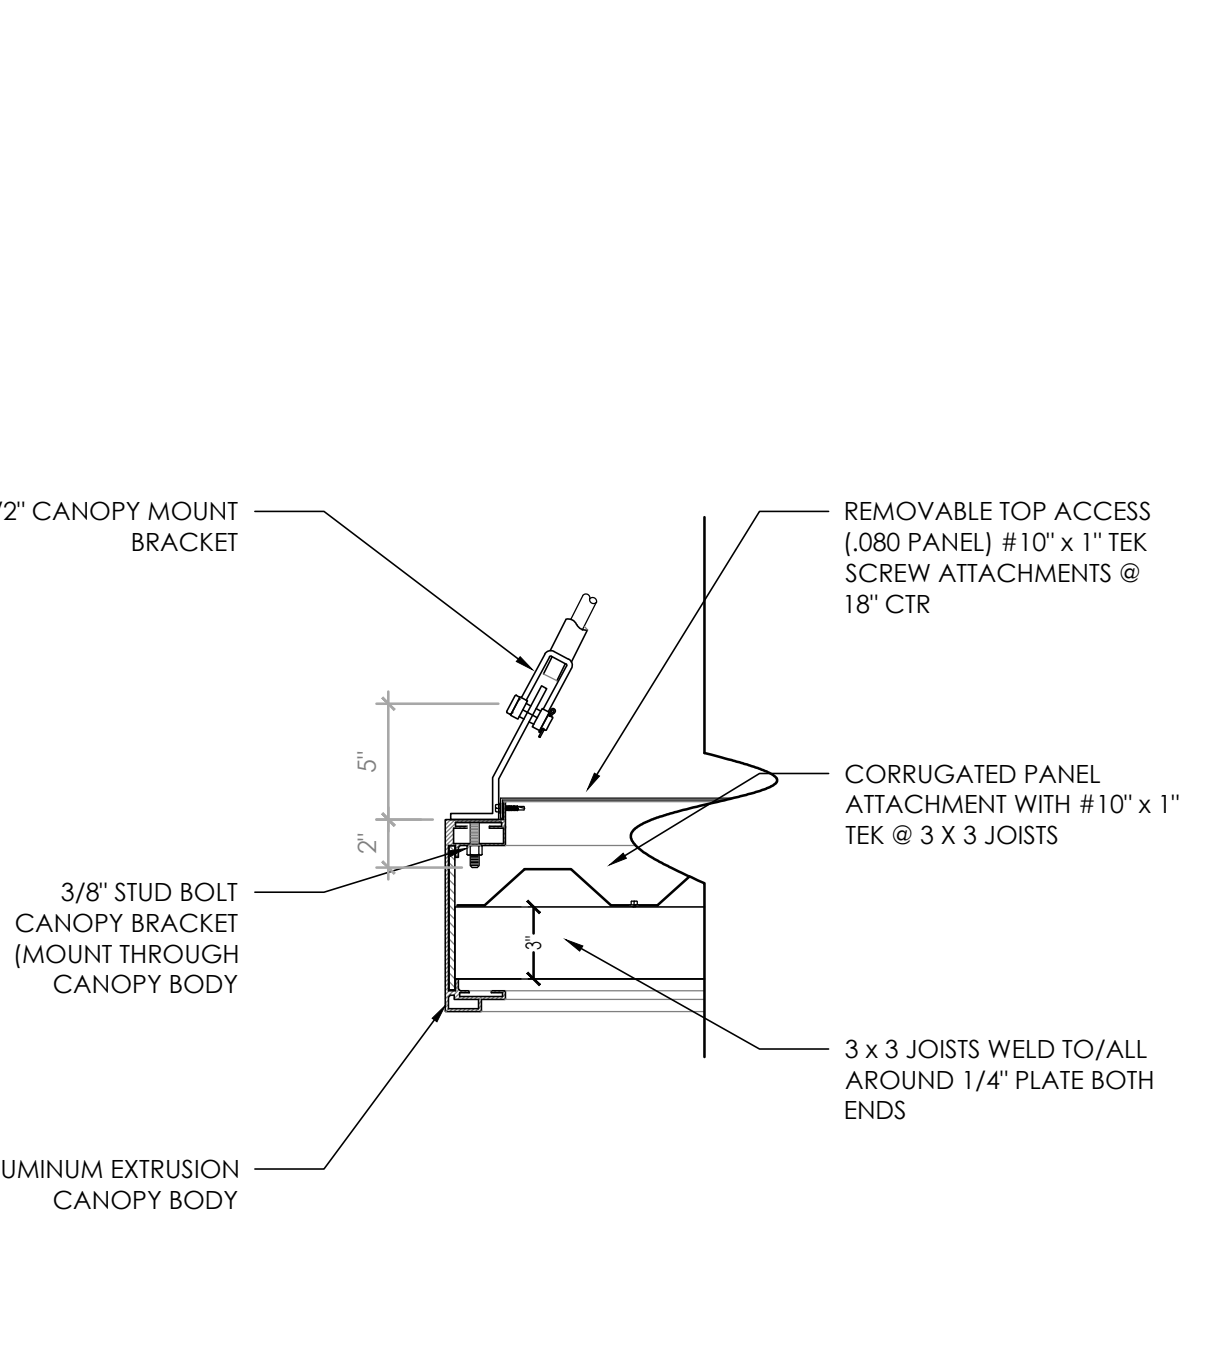 /2" CANOPY MOUNT
BRACKET
REMOVABLE TOP ACCESS
(.080 PANEL) #10" x 1" TEK
SCREW ATTACHMENTS @
18" CTR
5"
2"
CORRUGATED PANEL
ATTACHMENT WITH #10" x 1"
TEK @ 3 X 3 JOISTS
3/8" STUD BOLT
CANOPY BRACKET
(MOUNT THROUGH
CANOPY BODY
3"
3 x 3 JOISTS WELD TO/ALL
AROUND 1/4" PLATE BOTH
ENDS
UMINUM EXTRUSION
CANOPY BODY